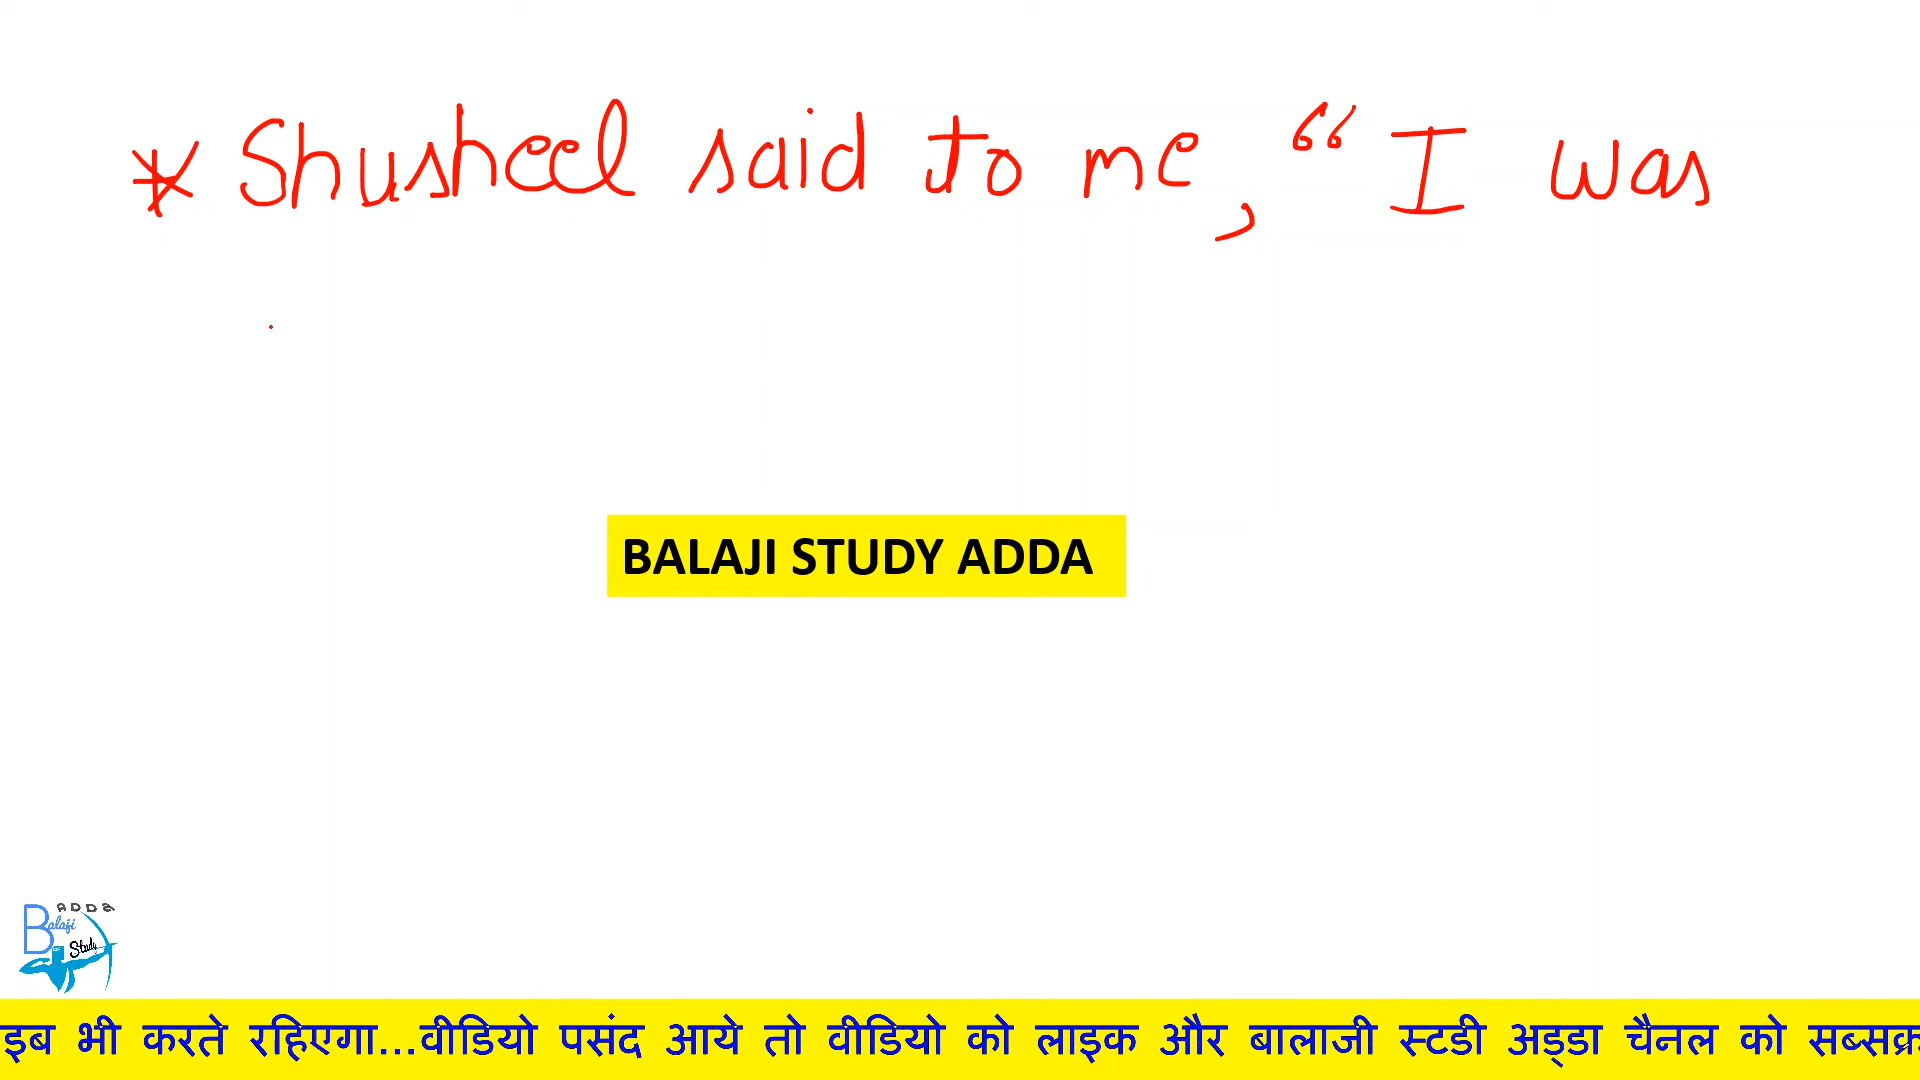 * Shusheel said to me, “ I was
BALAJI STUDY ADDA
ADDA
Balaji
Study
इब भी करते रहिएगा...वीडियो पसंद आये तो वीडियो को लाइक और बालाजी स्टडी अड्डा चैनल को सब्सक्र